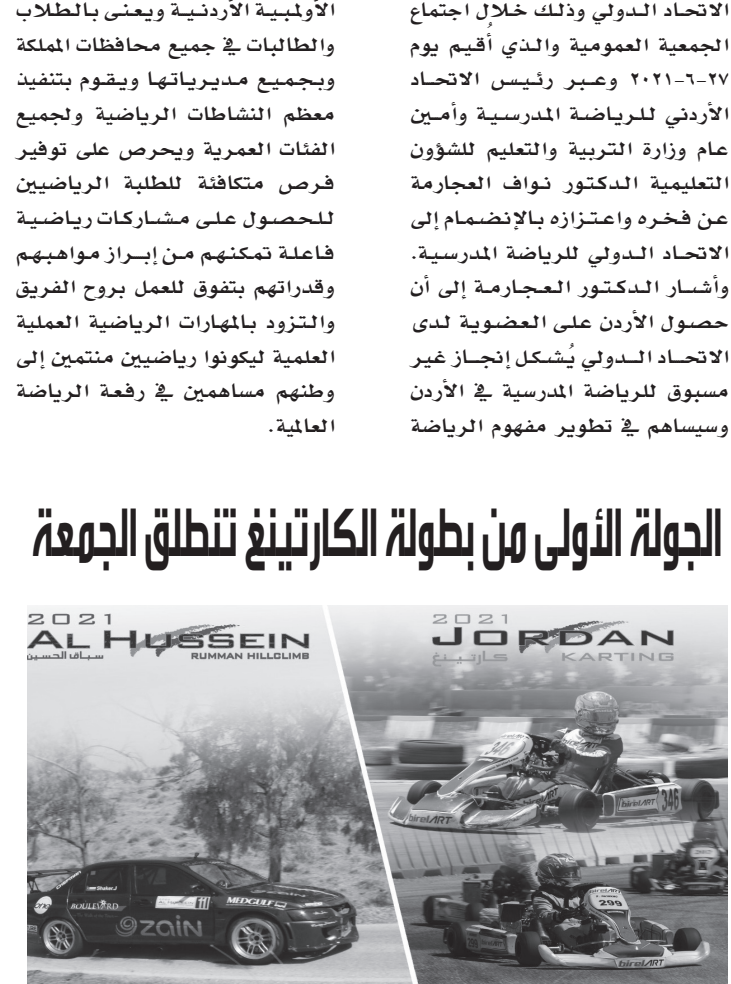 الاتحاد الدولي وذلك خلال اجتماع
الجمعية العمومية والذي أُقيم يوم
٢٧-٦-٢٠٢١ وعبر رئيس الاتحاد
الأردني للرياضة المدرسية وأمين
عام وزارة التربية والتعليم للشؤون
التعليمية الدكتور نواف العجارمة
عن فخره واعتزازه بالإنضمام إلى
الاتحاد الدولي للرياضة المدرسية.
وأشار الدكتور العجارمة إلى أن
حصول الأردن على العضوية لدى
الاتحاد الدولي يُشكل إنجاز غير
مسبوق للرياضة المدرسية في الأردن
وسيساهم في تطوير مفهوم الرياضة
الأولمبية الأردنية ويعنى بالطلاب
والطالبات في جميع محافظات المملكة
وبجميع مديرياتها ويقوم بتنفيذ
معظم النشاطات الرياضية ولجميع
الفئات العمرية ويحرص على توفير
فرص متكافئة للطلبة الرياضيين
للحصول على مشاركات رياضية
فاعلة تمكنهم من إبراز مواهبهم
وقدراتهم بتفوق للعمل بروح الفريق
والتزود بالمهارات الرياضية العملية
العلمية ليكونوا رياضيين منتمين إلى
وطنهم مساهمين في رفعة الرياضة
العالمية.
الجولة الأولى من بطولة الكارتينغ تنطلق الجمعة
2021
JORDAN
كارتينغ KARTING
346
346
birelART
birelART
birelART
299
birelART
2021
AL HUSSEIN
سباق الحسين RUMMAN HILLCLIMB
Shaker.J
one
BOULEVARD
zain
111
MEDGULF